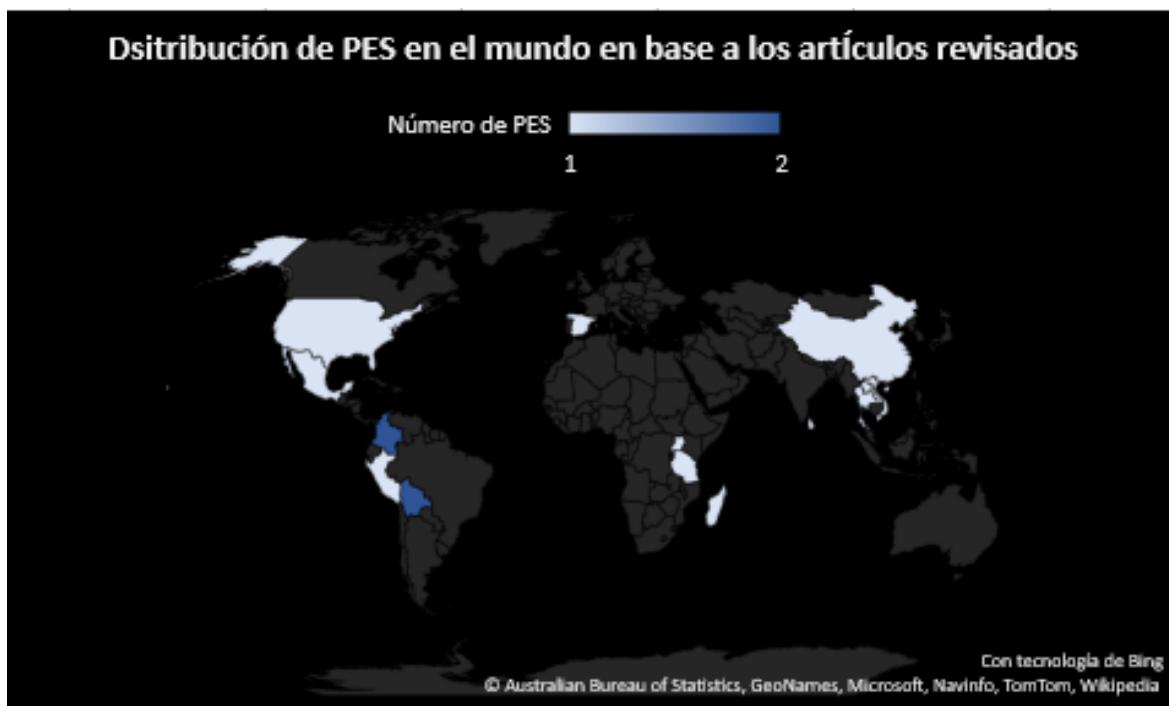 Dsitribución de PES en el mundo en base a los artículos revisados
Número de PES
1 2
Con tecnología de Bing
© Australian Bureau of Statistics, GeoNames, Microsoft, Navinfo, TomTom, Wikipedia